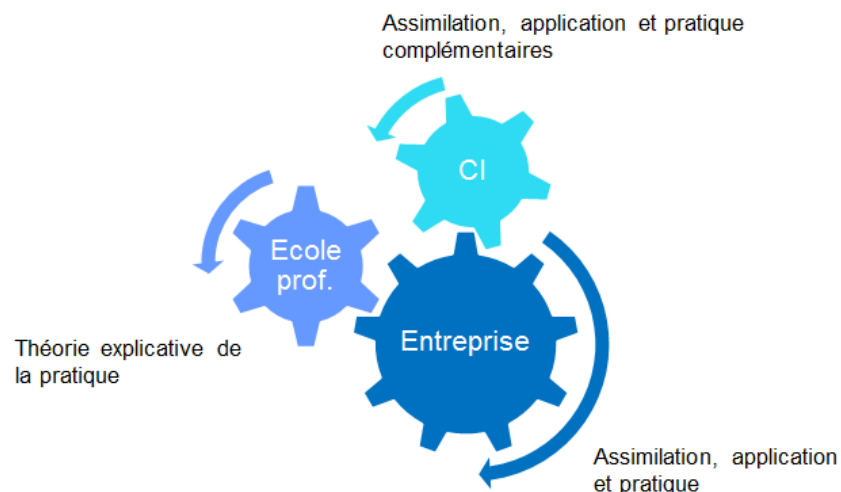 Assimilation, application et pratique
complémentaires
CI
Ecole
prof.
Entreprise
Théorie explicative de
la pratique
Assimilation, application
et pratique